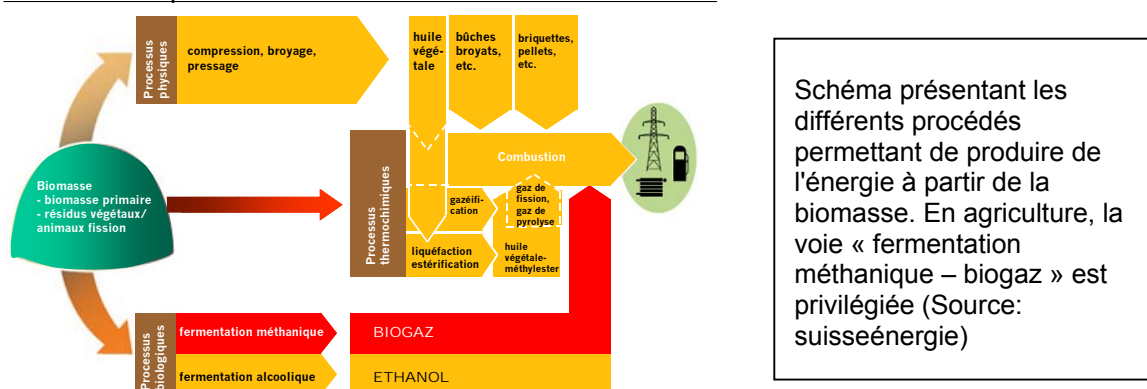 Processus
physiques
compression, broyage,
pressage
huile
végé-
tale
bûches
broyats,
etc.
briquettes,
pellets,
etc.
Biomasse
- biomasse primaire
- résidus végétaux/
animaux fission
Processus
thermochimiques
Combustion
gazéifi-
cation
gaz de
fission,
gaz de
pyrolyse
liquéfaction
estérification
huile
végétale-
méthylester
Processus
biologiques
fermentation méthanique
BIOGAZ
fermentation alcoolique
ETHANOL
Schéma présentant les
différents procédés
permettant de produire de
l'énergie à partir de la
biomasse. En agriculture, la
voie « fermentation
méthanique – biogaz » est
privilégiée (Source:
suisseénergie)